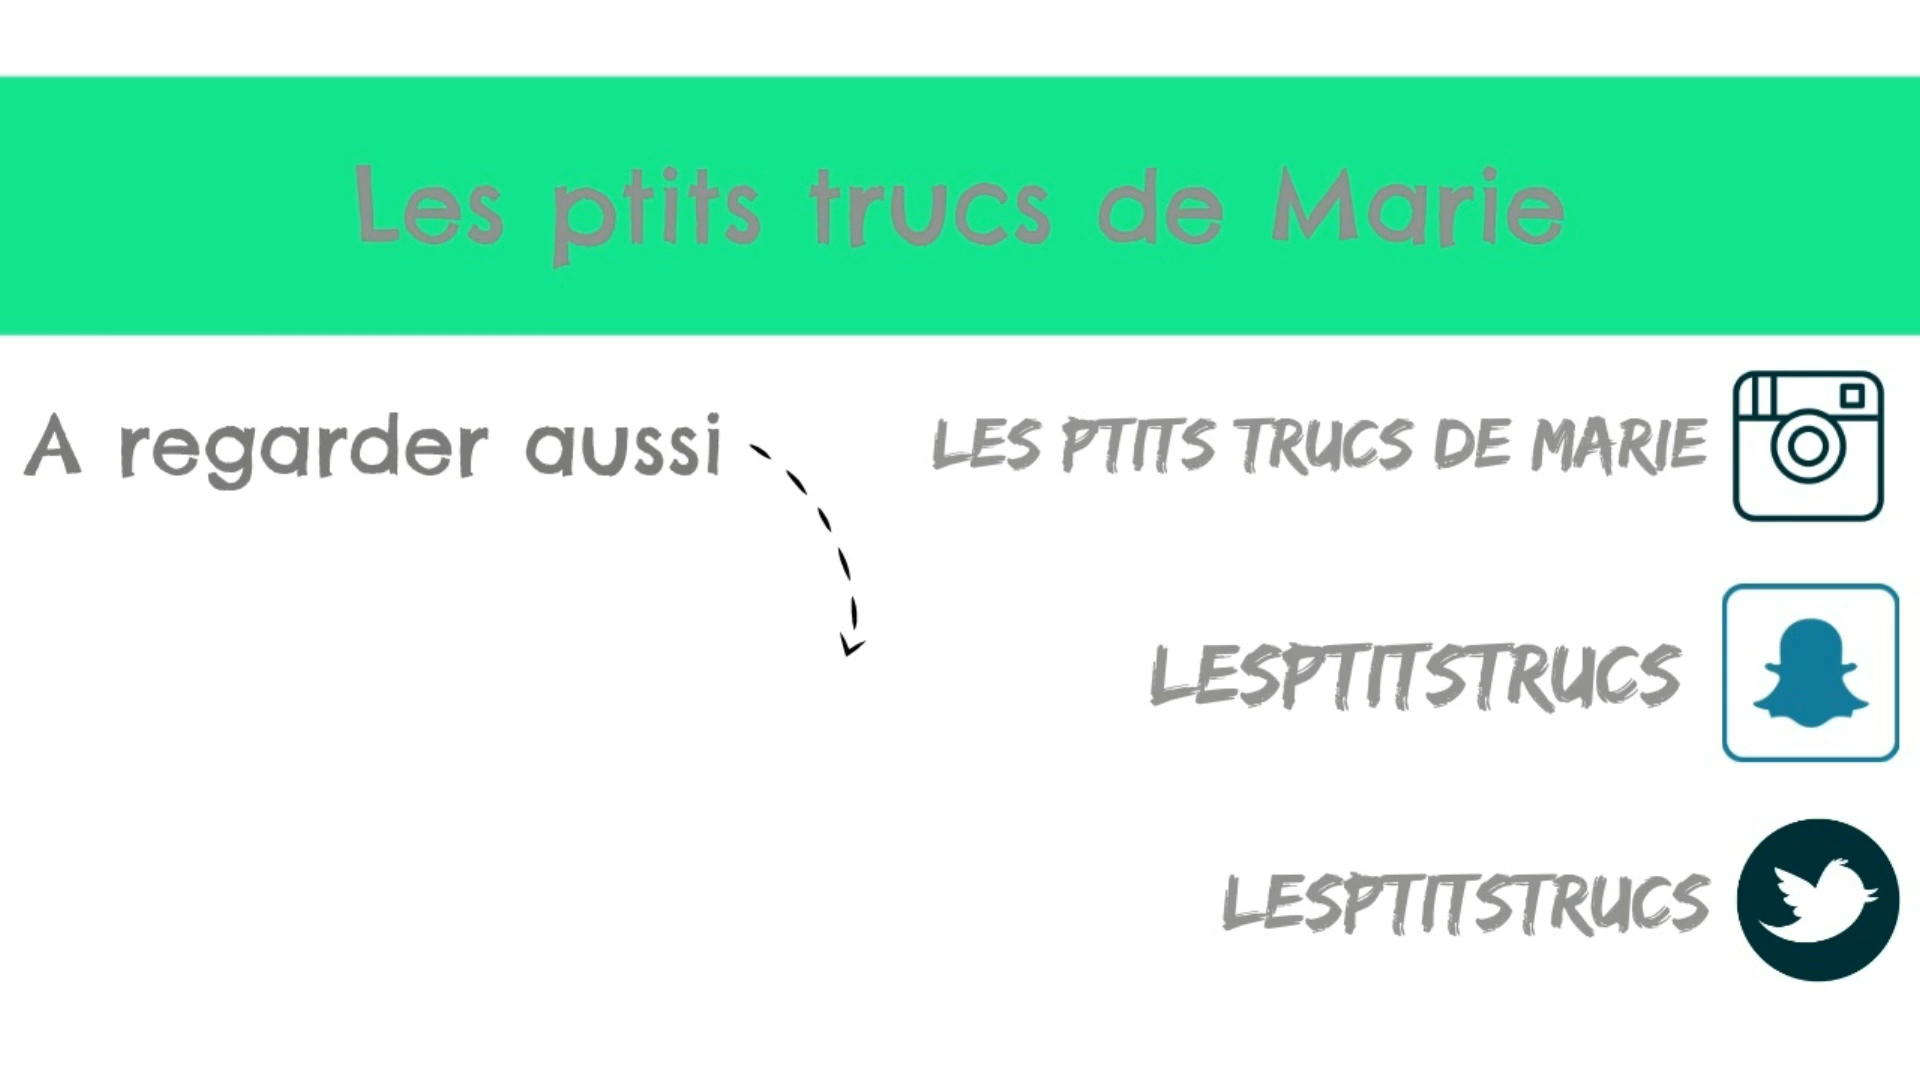 Les ptits trucs de Marie
A regarder aussi
LES PTITS TRUCS DE MARIE
LESPTITSTRUCS
LESPTITSTRUCS